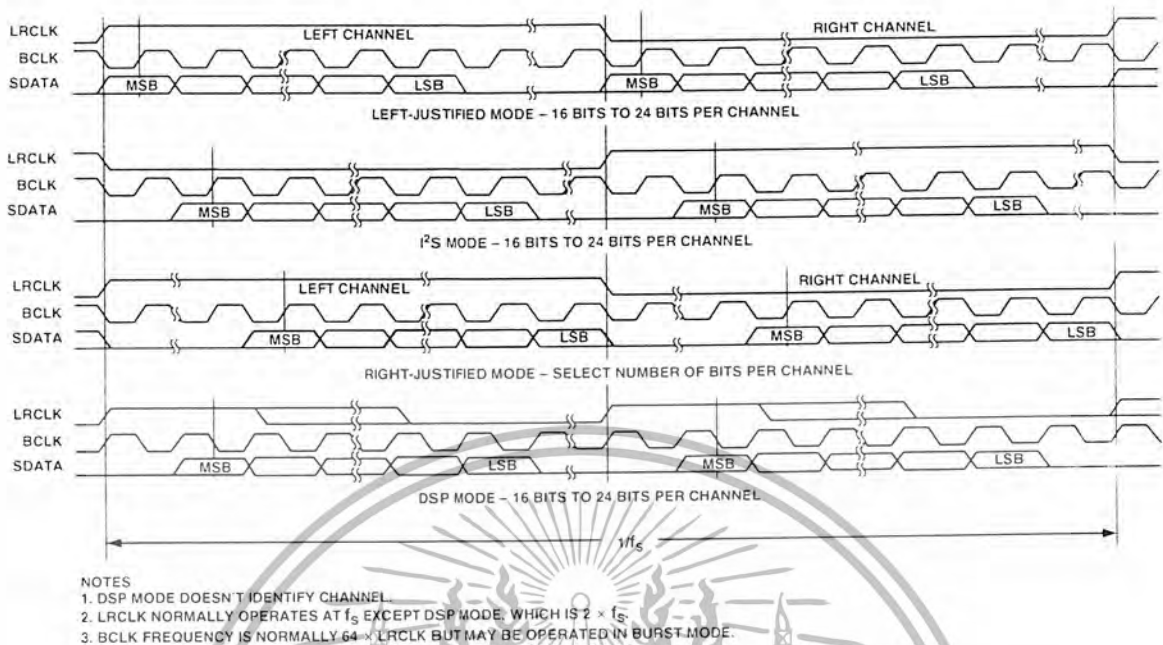 LRCLK LEFT CHANNEL RIGHT CHANNEL
BCLK
SDATA MSB LSB MSB LSB
LEFT-JUSTIFIED MODE – 16 BITS TO 24 BITS PER CHANNEL
LRCLK
BCLK
SDATA MSB LSB MSB LSB
I²S MODE – 16 BITS TO 24 BITS PER CHANNEL
LRCLK LEFT CHANNEL RIGHT CHANNEL
BCLK
SDATA MSB LSB MSB LSB
RIGHT-JUSTIFIED MODE – SELECT NUMBER OF BITS PER CHANNEL
LRCLK
BCLK
SDATA MSB LSB MSB LSB
DSP MODE – 16 BITS TO 24 BITS PER CHANNEL
1/fS
NOTES
1. DSP MODE DOESN'T IDENTIFY CHANNEL.
2. LRCLK NORMALLY OPERATES AT fS EXCEPT DSP MODE, WHICH IS 2 × fS.
3. BCLK FREQUENCY IS NORMALLY 64 × LRCLK BUT MAY BE OPERATED IN BURST MODE.